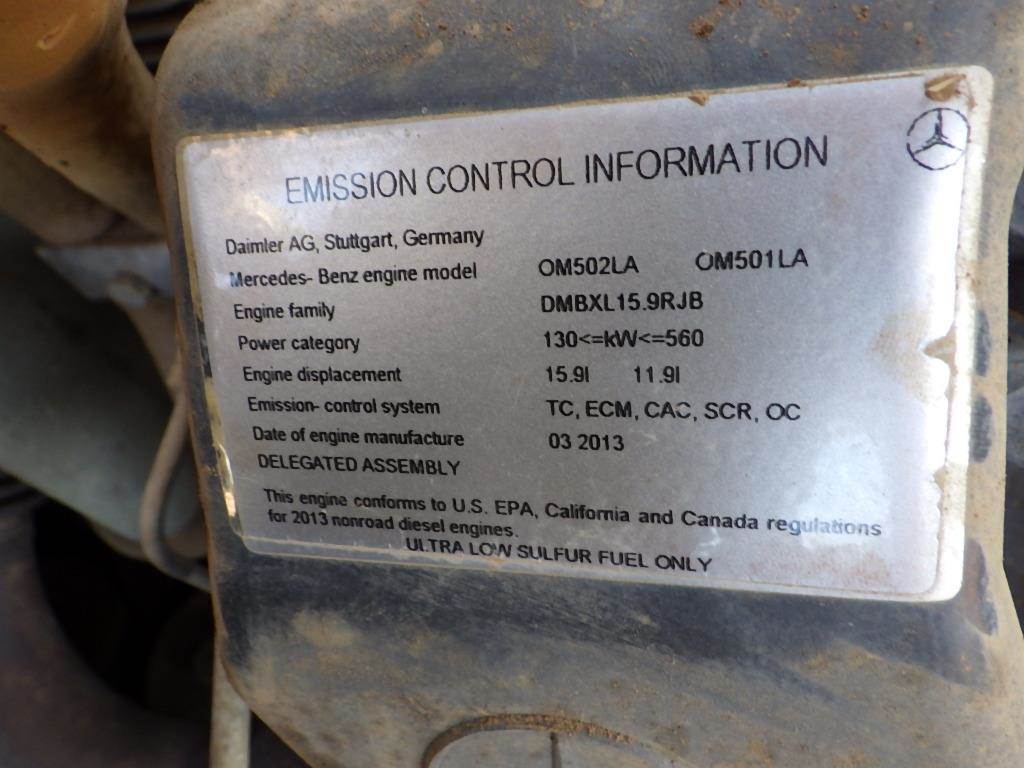 EMISSION CONTROL INFORMATION
Daimler AG, Stuttgart, Germany
Mercedes- Benz engine model OM502LA OM501LA
Engine family DMBXL15.9RJB
Power category 130<=kW<=560
Engine displacement 15.9l 11.9l
Emission- control system TC, ECM, CAC, SCR, OC
Date of engine manufacture 03 2013
DELEGATED ASSEMBLY
This engine conforms to U.S. EPA, California and Canada regulations
for 2013 nonroad diesel engines.
ULTRA LOW SULFUR FUEL ONLY